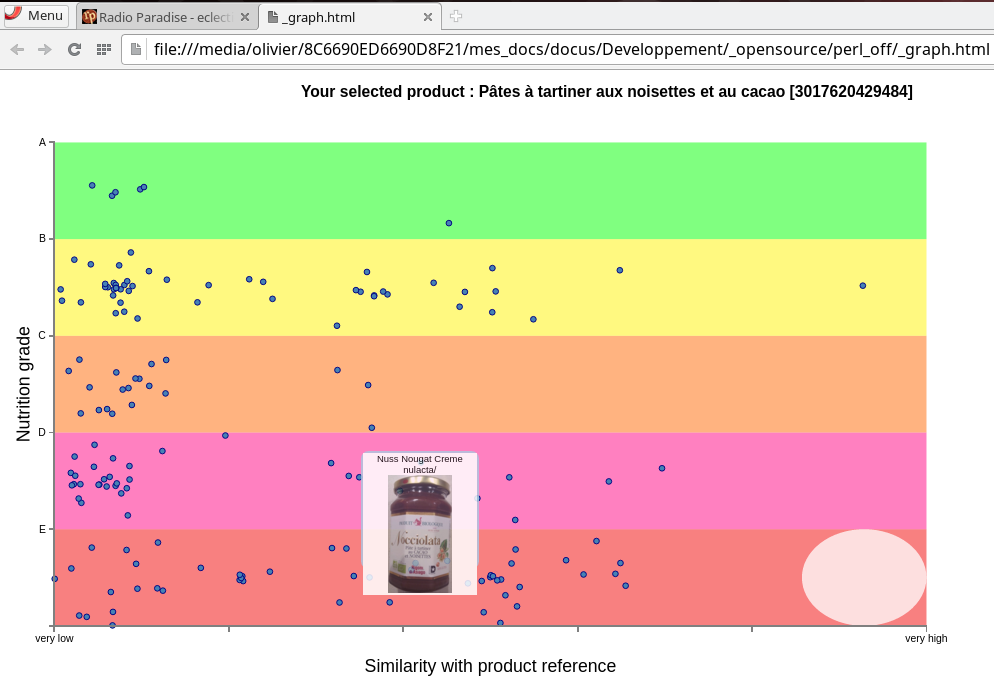 Menu
Radio Paradise - eclecti
_graph.html
file:///media/olivier/8C6690ED6690D8F21/mes_docs/docus/Developpement/_opensource/perl_off/_graph.html
Your selected product : Pâtes à tartiner aux noisettes et au cacao [3017620429484]
A
B
C
D
E
Nutrition grade
Nuss Nougat Creme
nulacta/
Nocciolata
very low
very high
Similarity with product reference